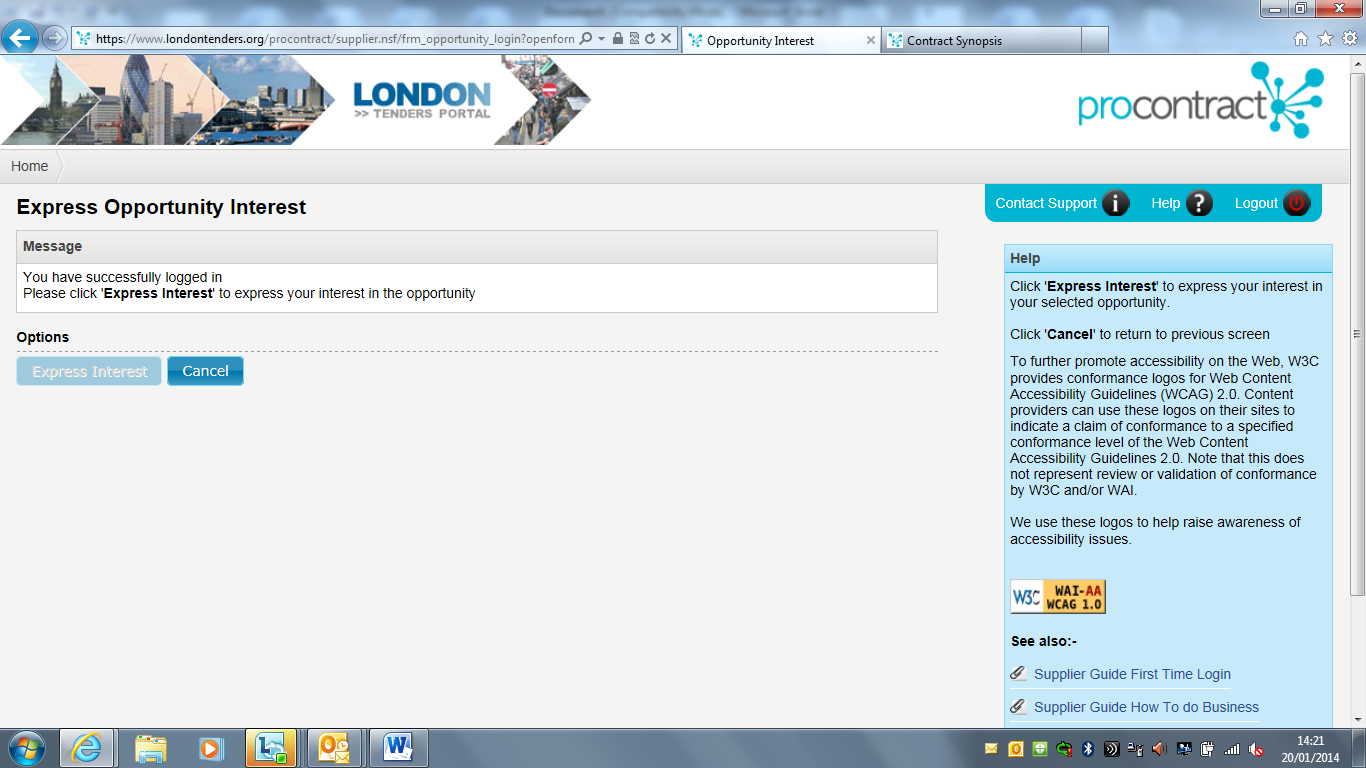 https://www.londontenders.org/procontract/supplier.nsf/frm_opportunity_login?openforn
Opportunity Interest
Contract Synopsis
LONDON
>> TENDERS PORTAL
procontract
Home
Contact Support
Help
Logout
Express Opportunity Interest
Message
You have successfully logged in
Please click 'Express Interest' to express your interest in the opportunity
Options
Express Interest
Cancel
Help
Click 'Express Interest' to express your interest in
your selected opportunity.
Click 'Cancel' to return to previous screen
To further promote accessibility on the Web, W3C
provides conformance logos for Web Content
Accessibility Guidelines (WCAG) 2.0. Content
providers can use these logos on their sites to
indicate a claim of conformance to a specified
conformance level of the Web Content
Accessibility Guidelines 2.0. Note that this does
not represent review or validation of conformance
by W3C and/or WAI.
We use these logos to help raise awareness of
accessibility issues.
W3C WAI-AA
WCAG 1.0
See also:-
Supplier Guide First Time Login
Supplier Guide How To do Business
14:21
20/01/2014